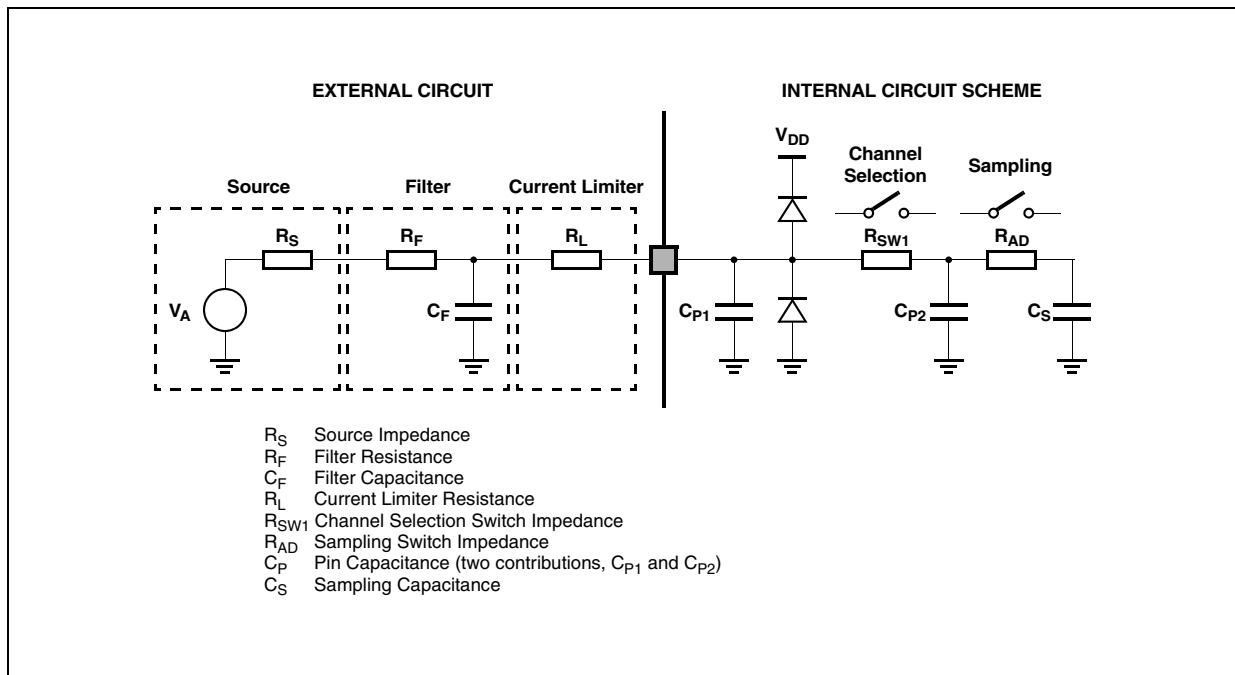 EXTERNAL CIRCUIT
INTERNAL CIRCUIT SCHEME
VDD
Channel
Selection
Sampling
Source
Filter
Current Limiter
RS
RF
RL
RSW1
RAD
VA
CF
CP1
CP2
CS
RS Source Impedance
RF Filter Resistance
CF Filter Capacitance
RL Current Limiter Resistance
RSW1 Channel Selection Switch Impedance
RAD Sampling Switch Impedance
CP Pin Capacitance (two contributions, CP1 and CP2)
CS Sampling Capacitance